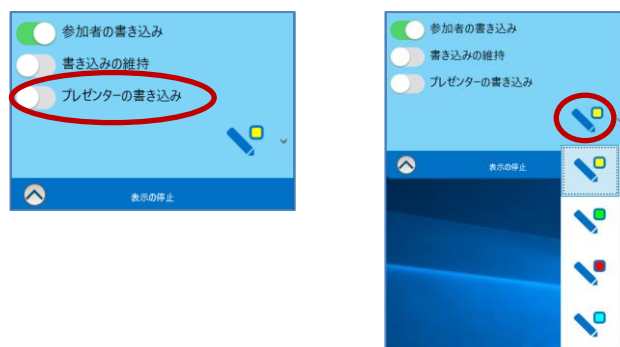 参加者の書き込み
書き込みの維持
プレゼンターの書き込み
表示の停止
参加者の書き込み
書き込みの維持
プレゼンターの書き込み
表示の停止